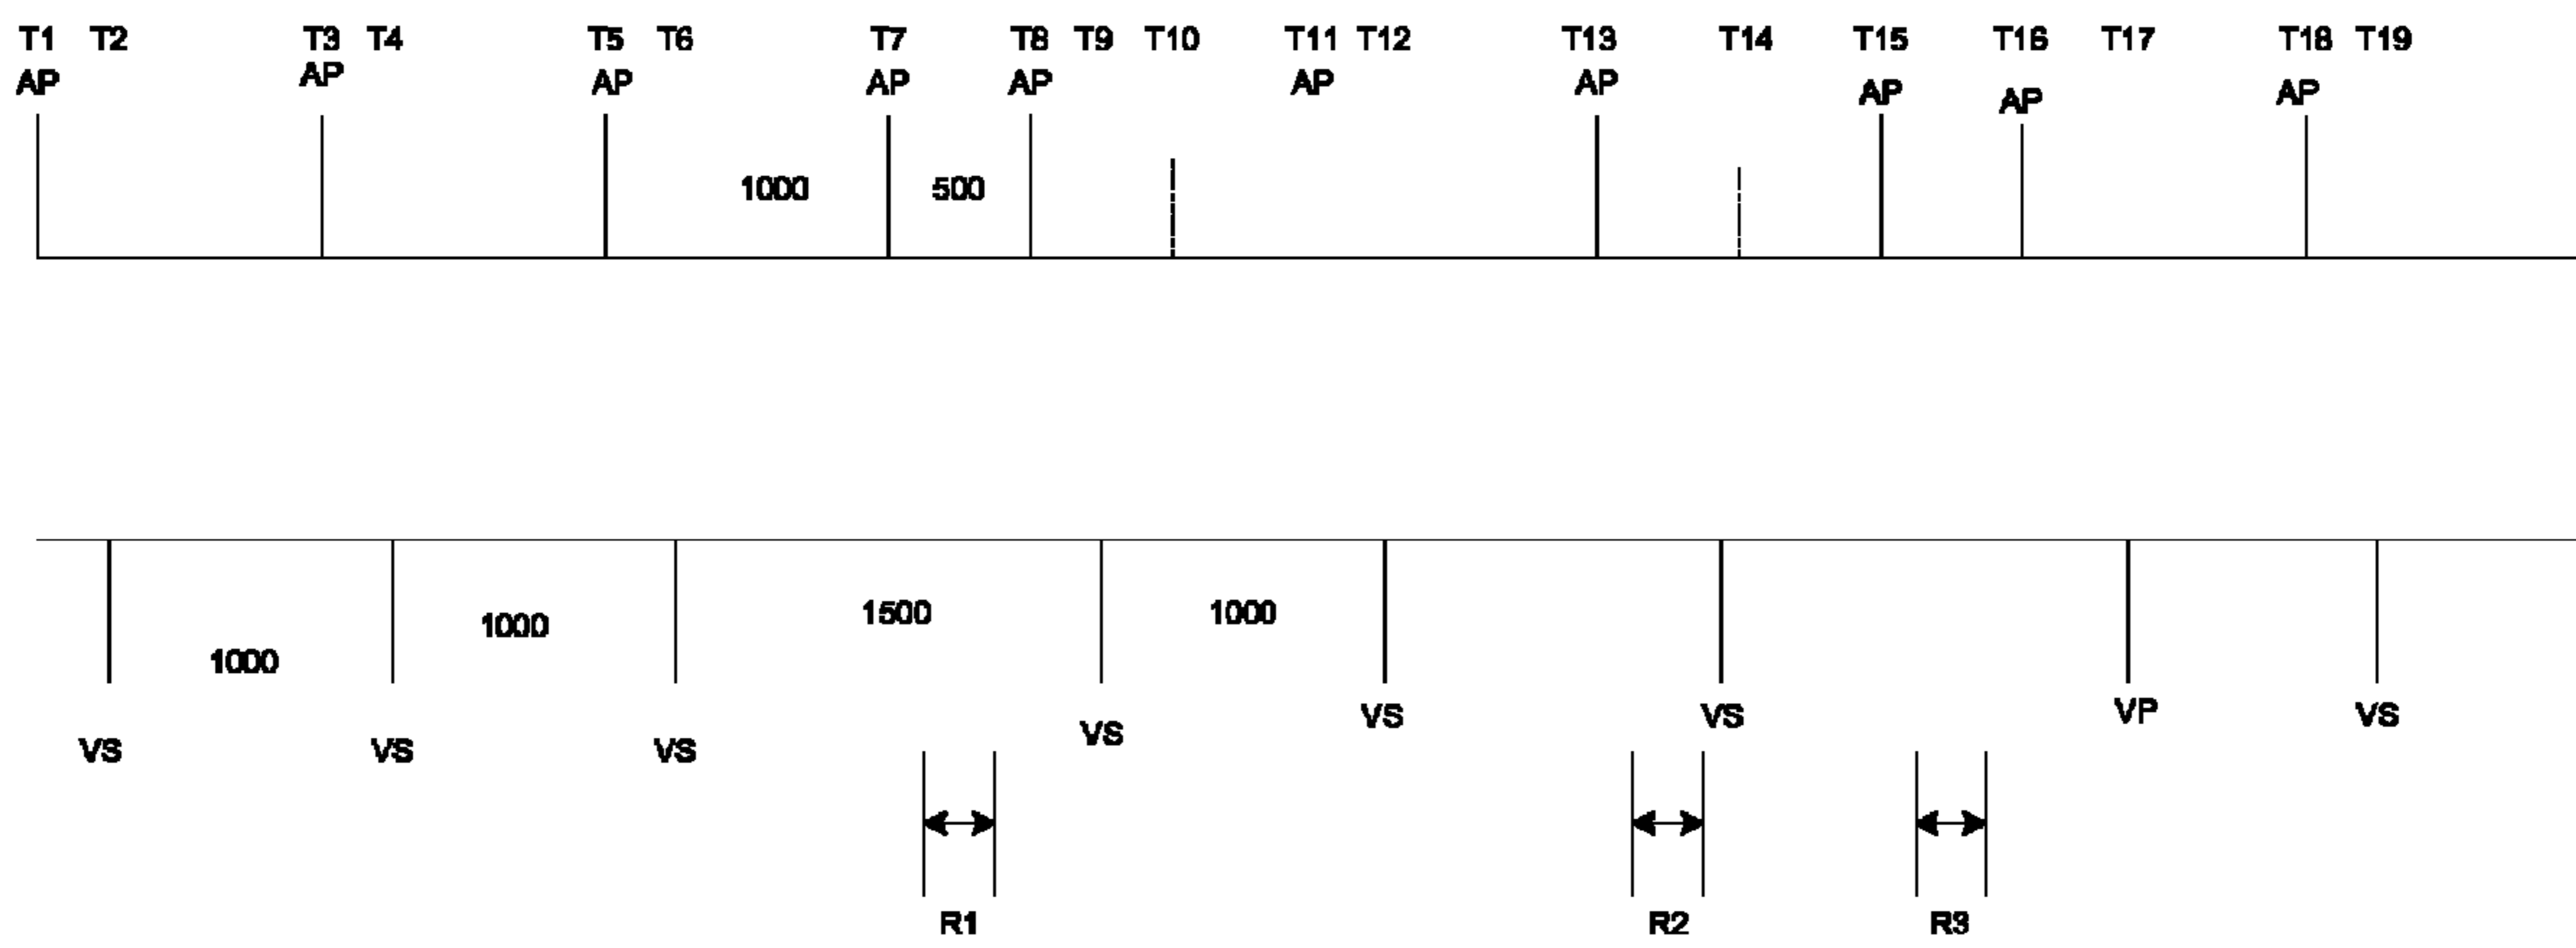 T1 T2 T3 T4 T5 T6 T7 T8 T9 T10 T11 T12 T13 T14 T15 T16 T17 T18 T19
AP AP AP AP AP AP AP AP AP AP
1000 500
1000 1000 1500 1000
VS VS VS VS VS VS VP VS
R1 R2 R3